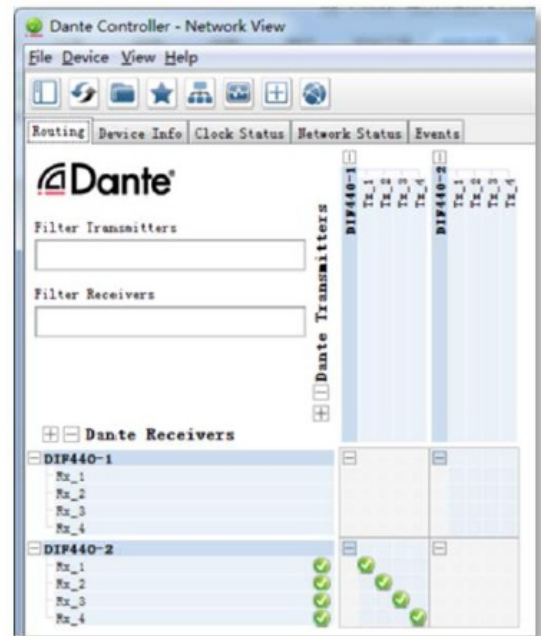 Dante Controller - Network View
File Device View Help
Routing Device Info Clock Status Network Status Events
Dante
Filter Transmitters
Filter Receivers
Dante Transmitters
DIF440-1
Tx_1
Tx_2
Tx_3
Tx_4
DIF440-2
Tx_1
Tx_2
Tx_3
Tx_4
Dante Receivers
DIF440-1
Rx_1
Rx_2
Rx_3
Rx_4
DIF440-2
Rx_1
Rx_2
Rx_3
Rx_4